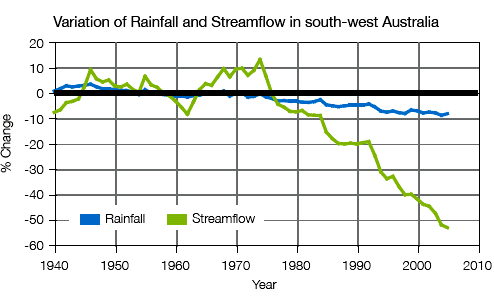 Variation of Rainfall and Streamflow in south-west Australia
20
10
0
-10
-20
-30
-40
-50
-60
% Change
Rainfall Streamflow
1940 1950 1960 1970 1980 1990 2000 2010
Year